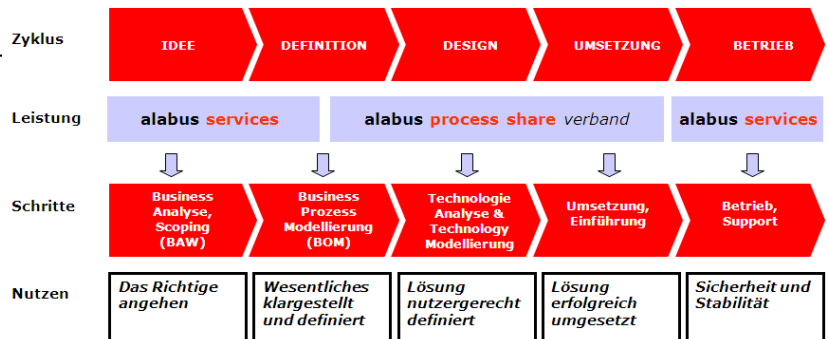 Zyklus
IDEE
DEFINITION
DESIGN
UMSETZUNG
BETRIEB
Leistung
alabus services
alabus process share verband
alabus services
Schritte
Business
Analyse,
Scoping
(BAW)
Business
Prozess
Modellierung
(BOM)
Technologie
Analyse &
Technology
Modellierung
Umsetzung,
Einführung
Betrieb,
Support
Nutzen
Das Richtige
angehen
Wesentliches
klargestellt
und definiert
Lösung
nutzergerecht
definiert
Lösung
erfolgreich
umgesetzt
Sicherheit und
Stabilität